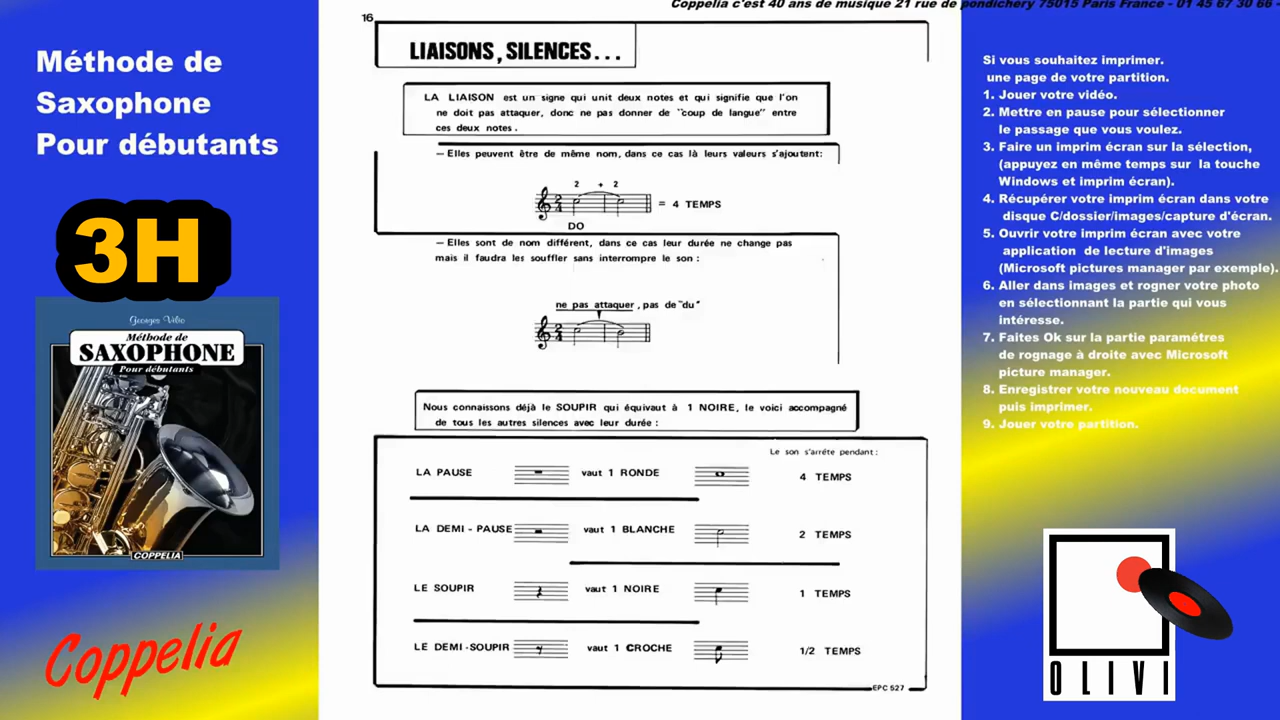 Coppelia c'est 40 ans de musique 21 rue de pondichery 75015 Paris France - 01 45 67 30 66 -
Méthode de
Saxophone
Pour débutants
3H
Georges Vilio
Méthode de
SAXOPHONE
Pour débutants
COPPELIA
Coppelia
16
LIAISONS, SILENCES...
LA LIAISON est un signe qui unit deux notes et qui signifie que l'on
ne doit pas attaquer, donc ne pas donner de "coup de langue" entre
ces deux notes.
— Elles peuvent être de même nom, dans ce cas là leurs valeurs s'ajoutent:
2 + 2
2
4
= 4 TEMPS
DO
— Elles sont de nom différent, dans ce cas leur durée ne change pas
mais il faudra les souffler sans interrompre le son :
ne pas attaquer, pas de "du"
2
4
Nous connaissons déjà le SOUPIR qui équivaut à 1 NOIRE, le voici accompagné
de tous les autres silences avec leur durée :
Le son s'arrête pendant :
LA PAUSE vaut 1 RONDE 4 TEMPS
LA DEMI - PAUSE vaut 1 BLANCHE 2 TEMPS
LE SOUPIR vaut 1 NOIRE 1 TEMPS
LE DEMI-SOUPIR vaut 1 CROCHE 1/2 TEMPS
EPC 527
Si vous souhaitez imprimer.
une page de votre partition.
1. Jouer votre vidéo.
2. Mettre en pause pour sélectionner
le passage que vous voulez.
3. Faire un imprim écran sur la sélection,
(appuyez en même temps sur la touche
Windows et imprim écran).
4. Récupérer votre imprim écran dans votre
disque C/dossier/images/capture d'écran.
5. Ouvrir votre imprim écran avec votre
application de lecture d'images
(Microsoft pictures manager par exemple).
6. Aller dans images et rogner votre photo
en sélectionnant la partie qui vous
intéresse.
7. Faites Ok sur la partie paramétres
de rognage à droite avec Microsoft
picture manager.
8. Enregistrer votre nouveau document
puis imprimer.
9. Jouer votre partition.
OLIVI